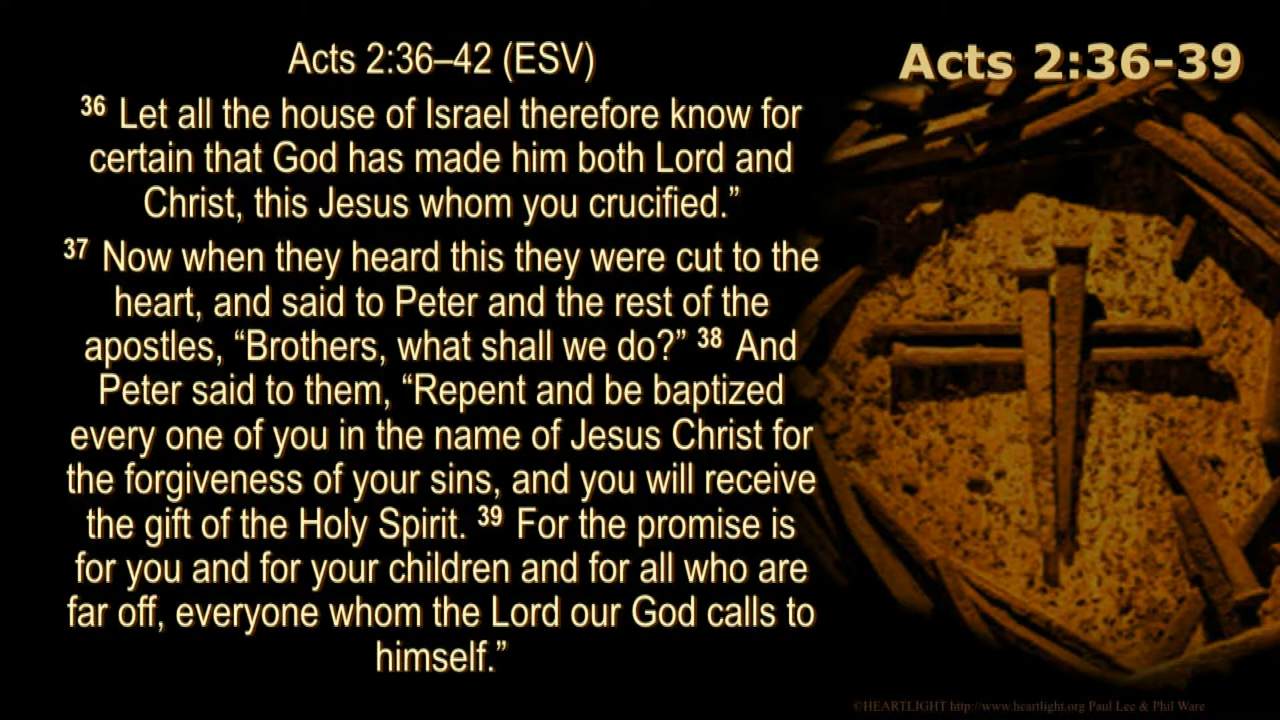 Acts 2:36–42 (ESV)
36 Let all the house of Israel therefore know for
certain that God has made him both Lord and
Christ, this Jesus whom you crucified.”
37 Now when they heard this they were cut to the
heart, and said to Peter and the rest of the
apostles, “Brothers, what shall we do?” 38 And
Peter said to them, “Repent and be baptized
every one of you in the name of Jesus Christ for
the forgiveness of your sins, and you will receive
the gift of the Holy Spirit. 39 For the promise is
for you and for your children and for all who are
far off, everyone whom the Lord our God calls to
himself.”
Acts 2:36-39
©HEARTLIGHT http://www.heartlight.org Paul Lee & Phil Ware